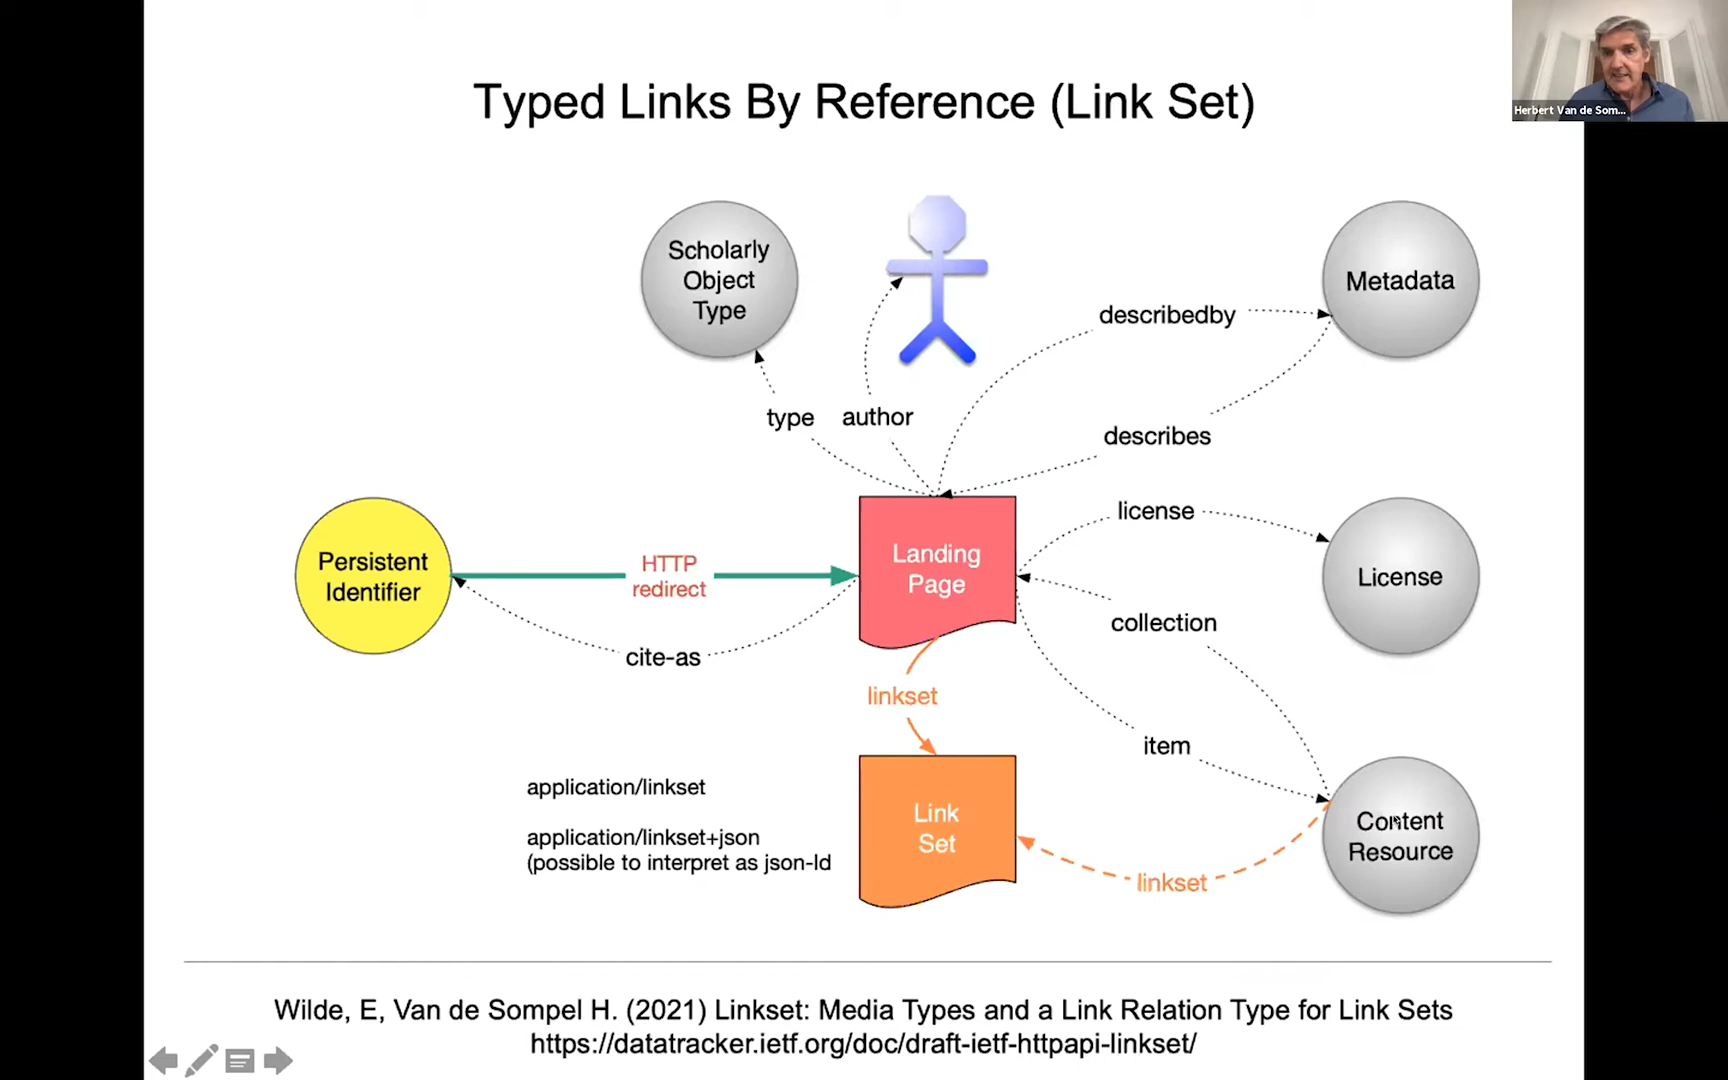 Typed Links By Reference (Link Set)
Herbert Van de Som...
Scholarly
Object
Type
Metadata
describedby
type
author
describes
license
Landing
Page
License
Persistent
Identifier
HTTP
redirect
collection
cite-as
linkset
item
application/linkset
application/linkset+json
(possible to interpret as json-ld
Link
Set
Content
Resource
linkset
Wilde, E, Van de Sompel H. (2021) Linkset: Media Types and a Link Relation Type for Link Sets
https://datatracker.ietf.org/doc/draft-ietf-httpapi-linkset/